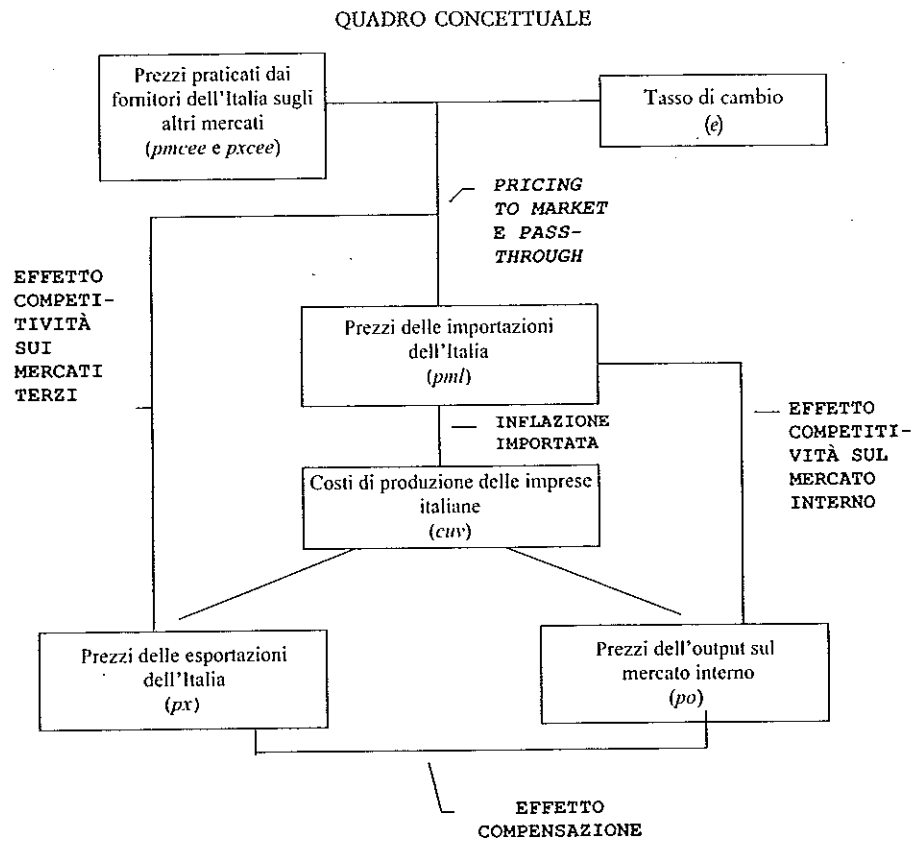 QUADRO CONCETTUALE
Prezzi praticati dai
fornitori dell'Italia sugli
altri mercati
(pmcee e pxcee)
Tasso di cambio
(e)
PRICING
TO MARKET
E PASS-
THROUGH
EFFETTO
COMPETI-
TIVITÀ
SUI
MERCATI
TERZI
Prezzi delle importazioni
dell'Italia
(pml)
INFLAZIONE
IMPORTATA
EFFETTO
COMPETITI-
VITÀ SUL
MERCATO
INTERNO
Costi di produzione delle imprese
italiane
(cuv)
Prezzi delle esportazioni
dell'Italia
(px)
Prezzi dell'output sul
mercato interno
(po)
EFFETTO
COMPENSAZIONE